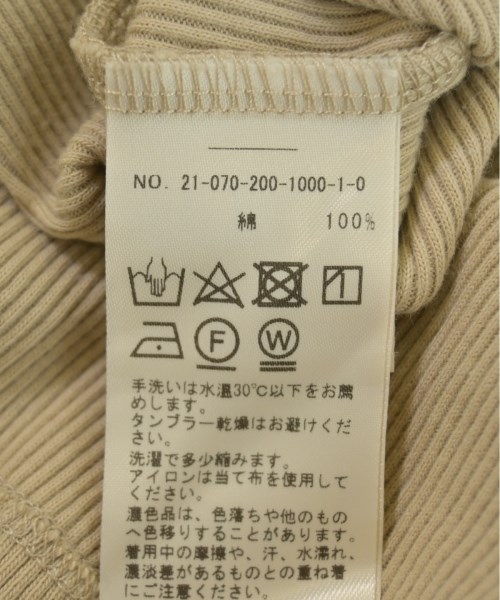 NO. 21-070-200-1000-1-0
綿 100%
F W
手洗いは水温30℃以下をお薦
めします。
タンブラー乾燥はお避けくだ
さい。
洗濯で多少縮みます。
アイロンは当て布を使用して
ください。
濃色品は、色落ちや他のもの
へ色移りすることがあります。
着用中の摩擦や、汗、水濡れ、
濃淡差があるものとの重ね着
にご注意ください。